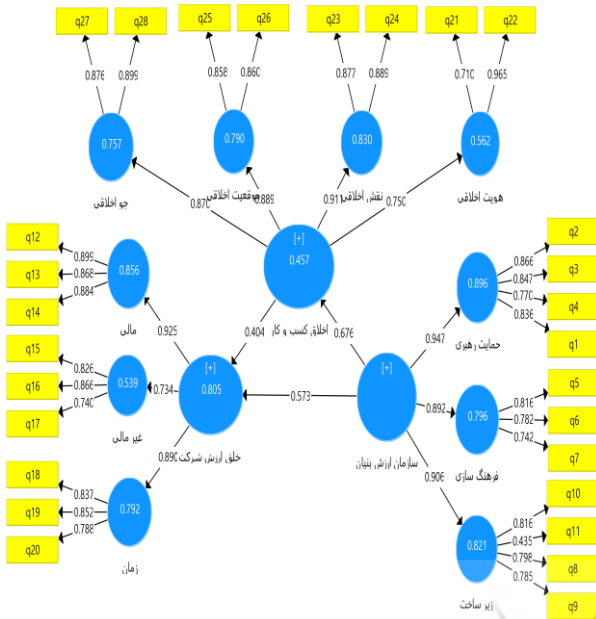 q27
q28
q25
q26
q23
q24
q21
q22
0.876
0.899
0.858
0.860
0.877
0.889
0.710
0.965
0.757
0.790
0.830
0.562
جو اخلاقی
موقعیت اخلاقی
نقش اخلاقی
هویت اخلاقی
0.870
0.889
0.911
0.750
[+]
0.457
اخلاق کسب و کار
q12
q13
q14
0.899
0.868
0.884
0.856
مالی
0.925
0.404
0.676
q15
q16
q17
0.826
0.866
0.740
0.539
غیر مالی
0.734
[+]
0.805
خلق ارزش شرکت
0.573
[+]
سازمان ارزش بنیان
q18
q19
q20
0.837
0.852
0.788
0.792
زمان
0.890
q2
q3
q4
q1
0.866
0.847
0.770
0.836
0.896
حمایت رهبری
0.947
q5
q6
q7
0.816
0.782
0.742
0.796
فرهنگ سازی
0.892
0.906
q10
q11
q8
q9
0.816
0.435
0.798
0.785
0.821
زیر ساخت